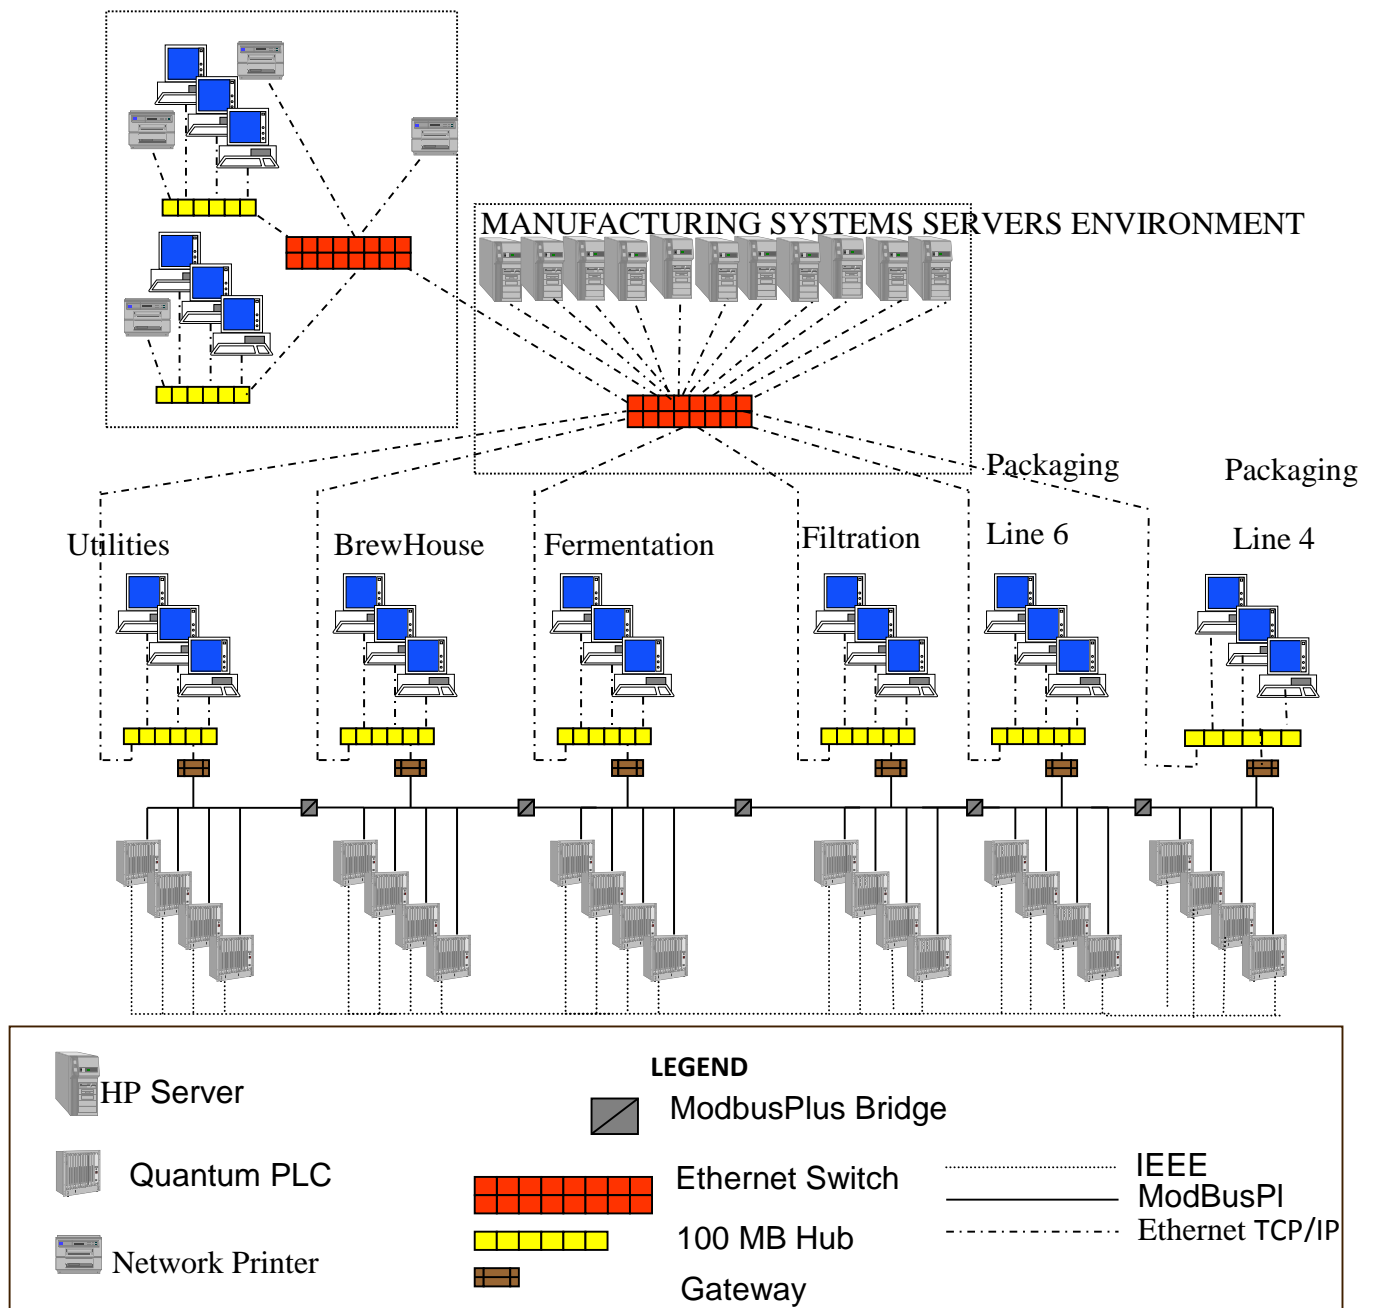 MANUFACTURING SYSTEMS SERVERS ENVIRONMENT
Packaging
Packaging
Utilities
BrewHouse
Fermentation
Filtration
Line 6
Line 4
LEGEND
HP Server
ModbusPlus Bridge
Quantum PLC
Ethernet Switch
IEEE
ModBusPl
Ethernet TCP/IP
100 MB Hub
Network Printer
Gateway